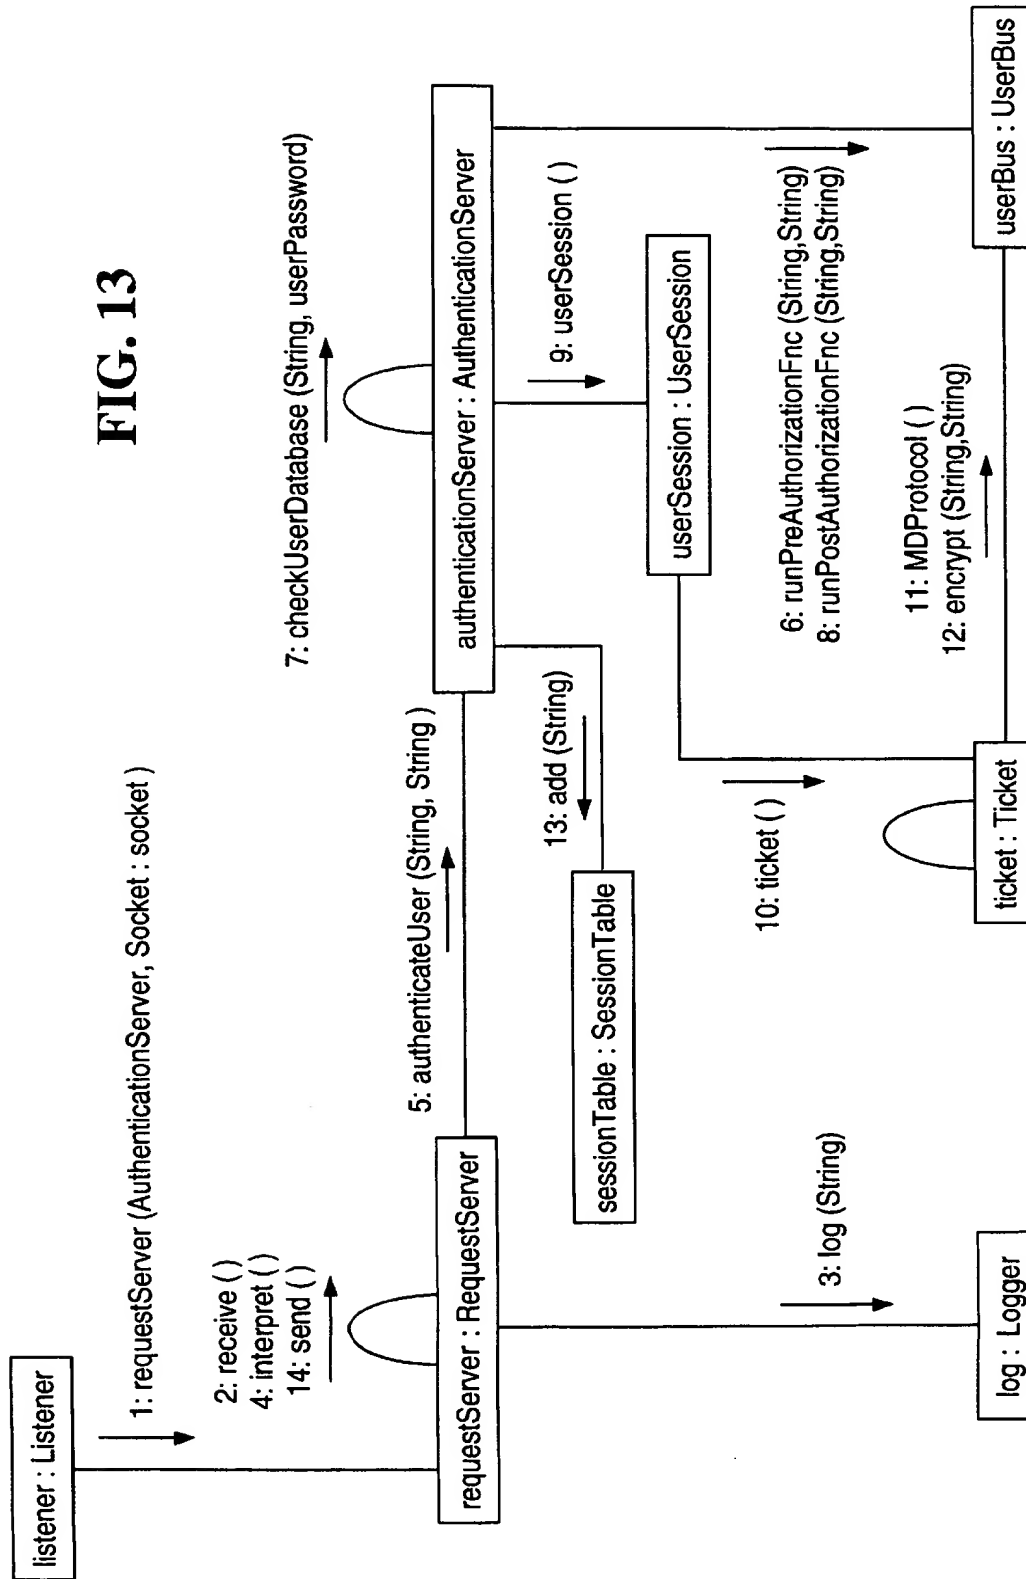 FIG. 13
listener : Listener
1: requestServer (AuthenticationServer, Socket : socket )
2: receive ( )
4: interpret ( )
14: send ( )
requestServer : RequestServer
3: log (String)
log : Logger
5: authenticateUser (String, String )
7: checkUserDatabase (String, userPassword)
authenticationServer : AuthenticationServer
13: add (String)
sessionTable : SessionTable
9: userSession ( )
userSession : UserSession
6: runPreAuthorizationFnc (String,String)
8: runPostAuthorizationFnc (String,String)
10: ticket ( )
ticket : Ticket
11: MDProtocol ( )
12: encrypt (String,String)
userBus : UserBus